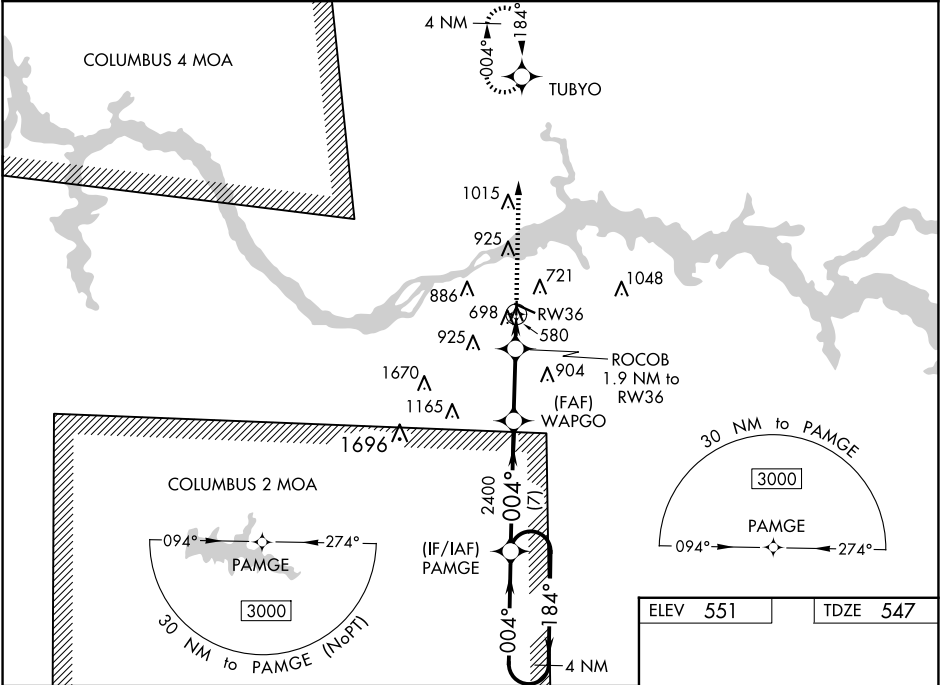 4 NM
184°
004°
COLUMBUS 4 MOA
TUBYO
1015
925
721
1048
886
698
RW36
580
925
ROCOB
1.9 NM to
RW36
904
1670
1165
(FAF)
WAPGO
1696
COLUMBUS 2 MOA
2400
004°
(7)
(IF/IAF)
PAMGE
094°
274°
PAMGE
3000
30 NM to PAMGE (NoPT)
004°
184°
4 NM
30 NM to PAMGE
3000
PAMGE
094°
274°
ELEV 551
TDZE 547